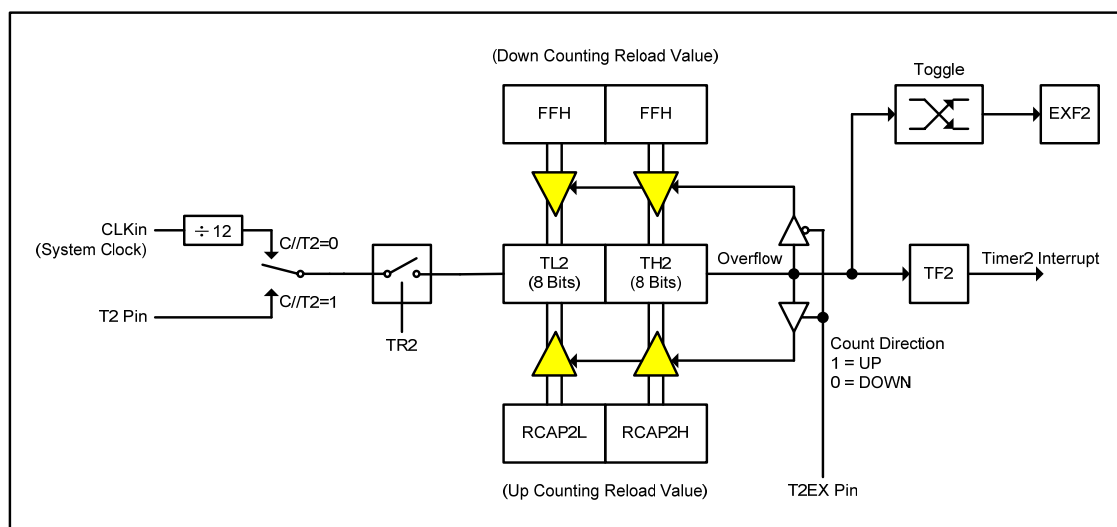 (Down Counting Reload Value)
Toggle
FFH
FFH
EXF2
CLKin
(System Clock)
÷ 12
C//T2=0
TL2
(8 Bits)
TH2
(8 Bits)
Overflow
TF2
Timer2 Interrupt
C//T2=1
T2 Pin
TR2
Count Direction
1 = UP
0 = DOWN
RCAP2L
RCAP2H
(Up Counting Reload Value)
T2EX Pin